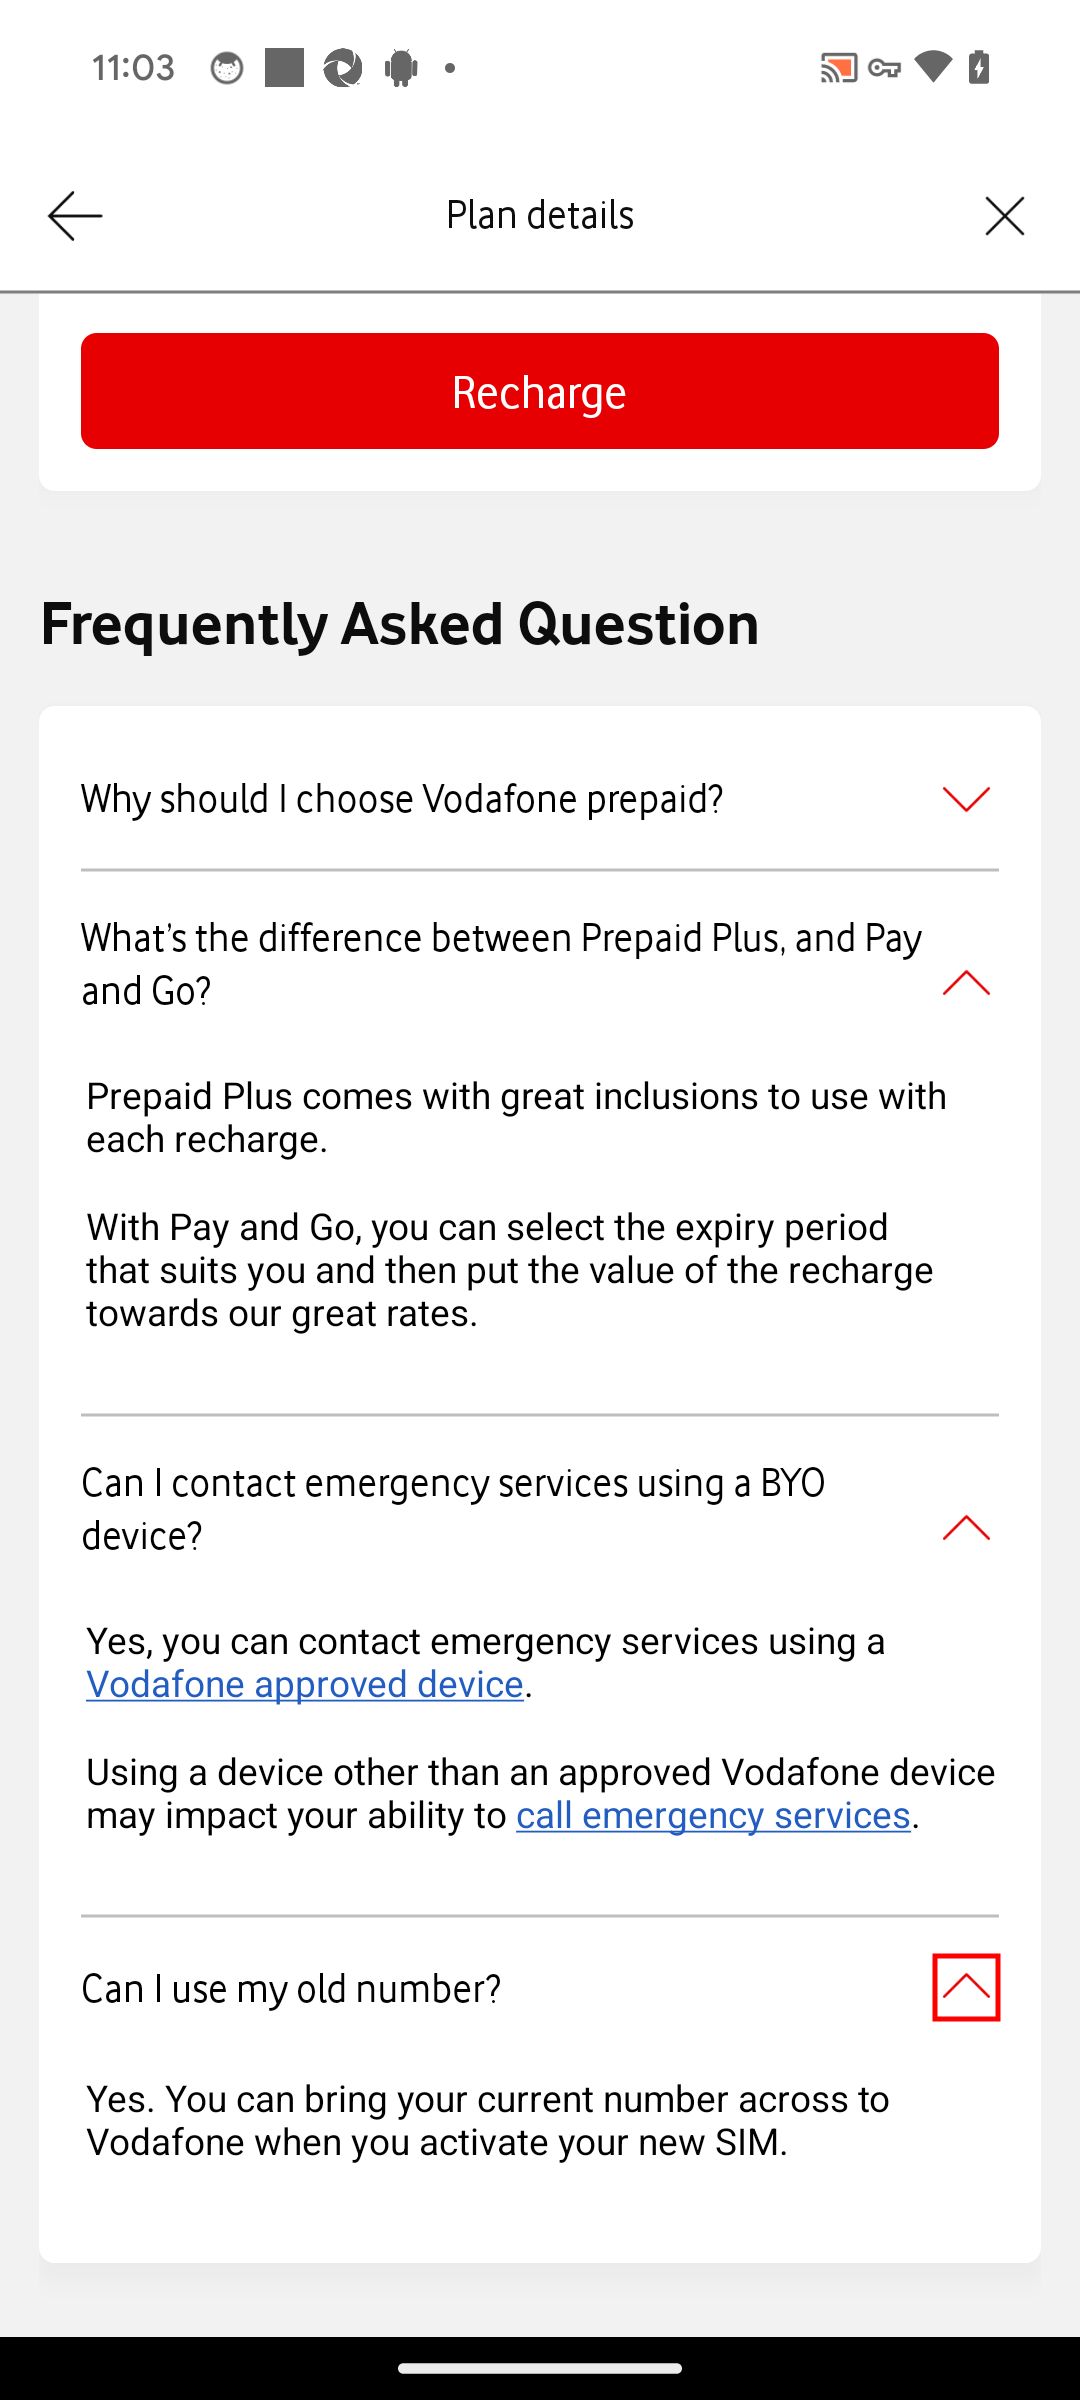 11:03
Plan details
Recharge
Frequently Asked Question
Why should I choose Vodafone prepaid?
What's the difference between Prepaid Plus, and Pay
and Go?
Prepaid Plus comes with great inclusions to use with
each recharge.
With Pay and Go, you can select the expiry period
that suits you and then put the value of the recharge
towards our great rates.
Can I contact emergency services using a BYO
device?
Yes, you can contact emergency services using a
Vodafone approved device.
Using a device other than an approved Vodafone device
may impact your ability to call emergency services.
Can I use my old number?
Yes. You can bring your current number across to
Vodafone when you activate your new SIM.